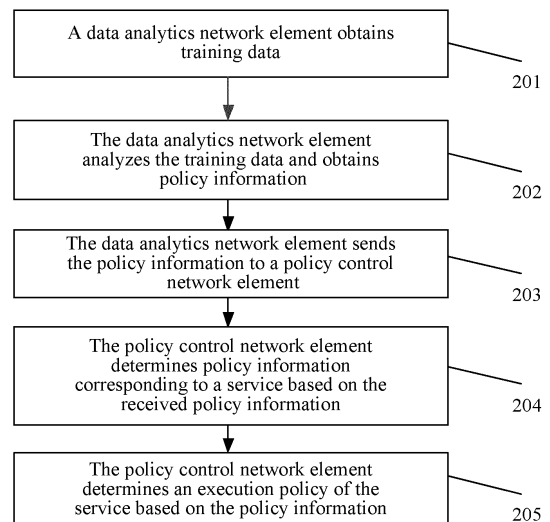 A data analytics network element obtains
training data
201
The data analytics network element
analyzes the training data and obtains
policy information
202
The data analytics network element sends
the policy information to a policy control
network element
203
The policy control network element
determines policy information
corresponding to a service based on the
received policy information
204
The policy control network element
determines an execution policy of the
service based on the policy information
205